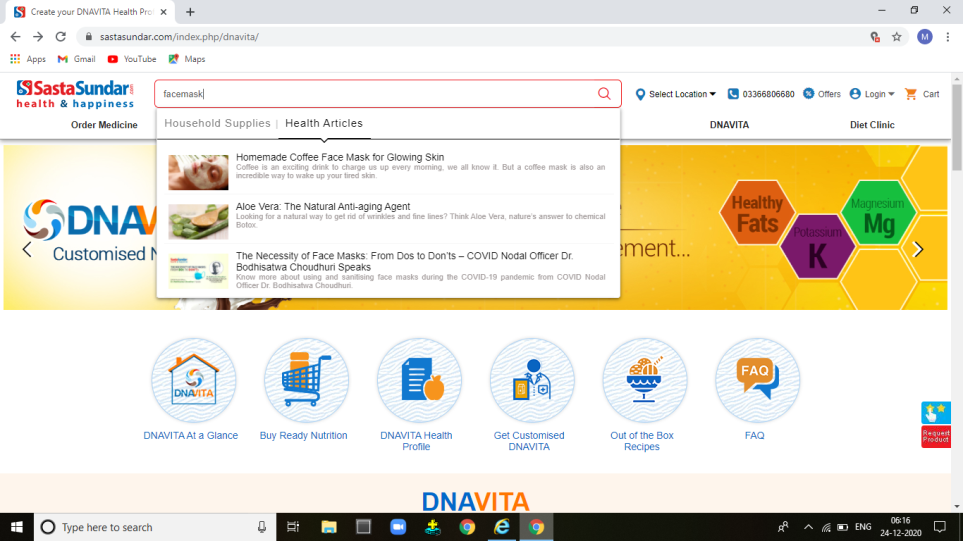 Create your DNAVITA Health Prof
sastasundar.com/index.php/dnavita/
M
Apps Gmail YouTube Maps
SastaSundar.com
health & happiness
facemask
Select Location
03366806680
Offers
Login
Cart
Order Medicine
Household Supplies | Health Articles
DNAVITA
Diet Clinic
Homemade Coffee Face Mask for Glowing Skin
Coffee is an exciting drink to charge us up every morning, we all know it. But a coffee mask is also an
incredible way to wake up your tired skin.
Aloe Vera: The Natural Anti-aging Agent
Looking for a natural way to get rid of wrinkles and fine lines? Think Aloe Vera, nature's answer to chemical
Botox.
The Necessity of Face Masks: From Dos to Don'ts – COVID Nodal Officer Dr.
Bodhisatwa Choudhuri Speaks
Know more about using and sanitising face masks during the COVID-19 pandemic from COVID Nodal
Officer Dr. Bodhisatwa Choudhuri.
DNAV
Customised N
ement...
Healthy
Fats
Potassium
K
Magnesium
Mg
DNAVITA
DNAVITA At a Glance
Buy Ready Nutrition
DNAVITA Health
Profile
Get Customised
DNAVITA
Out of the Box
Recipes
FAQ
FAQ
Request
Product
DNAVITA
Type here to search
ENG
06:16
24-12-2020